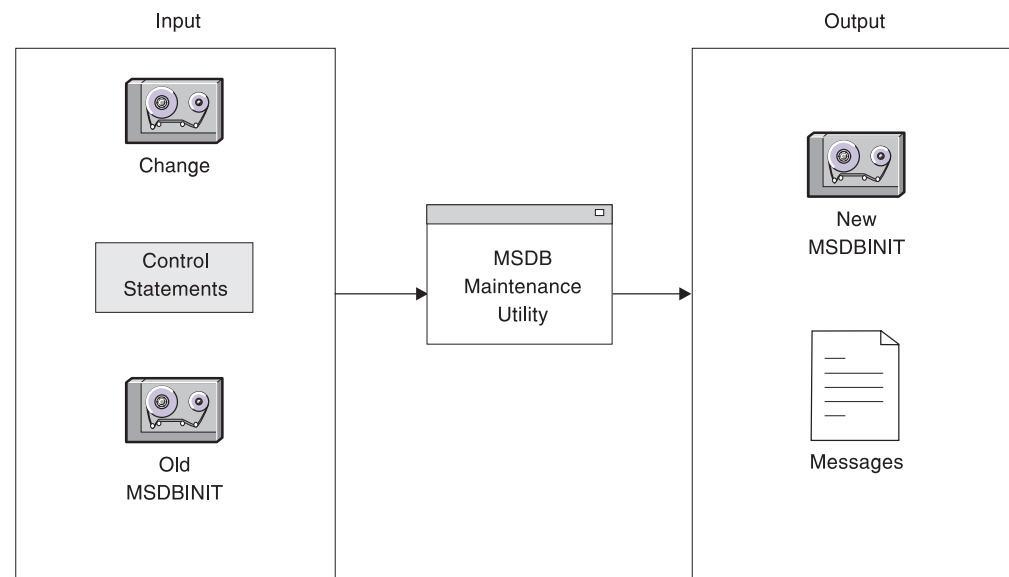 Input
Output
Change
Control
Statements
Old
MSDBINIT
MSDB
Maintenance
Utility
New
MSDBINIT
Messages